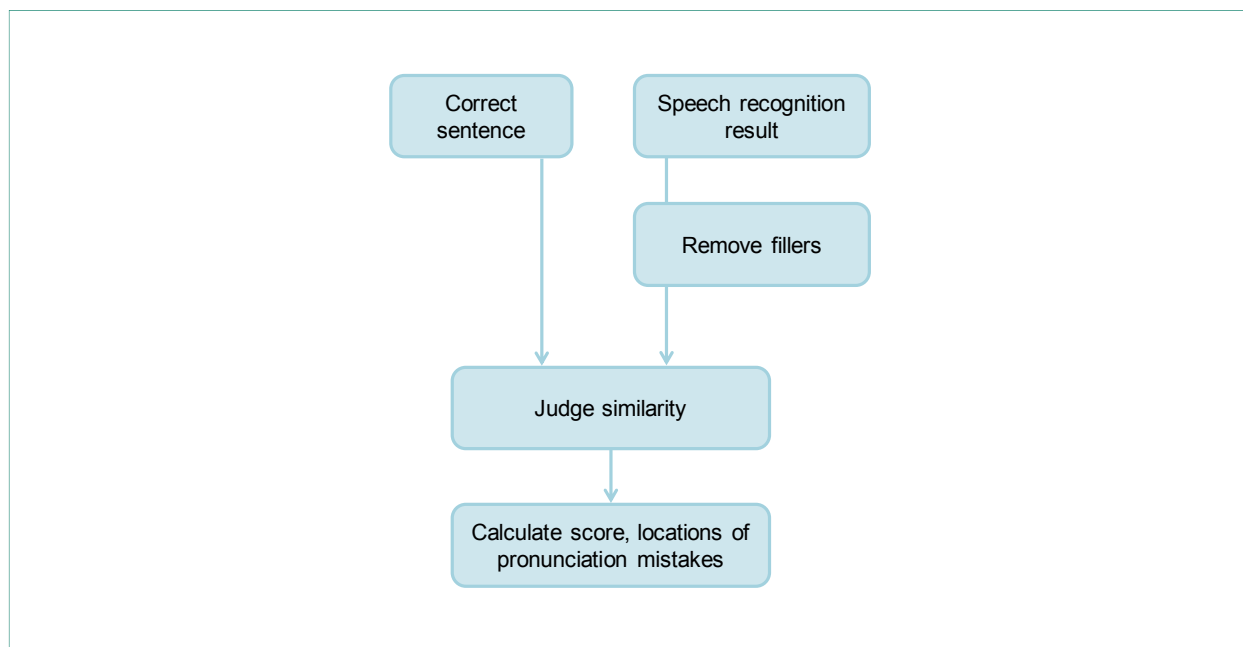 Correct
sentence
Speech recognition
result
Remove fillers
Judge similarity
Calculate score, locations of
pronunciation mistakes